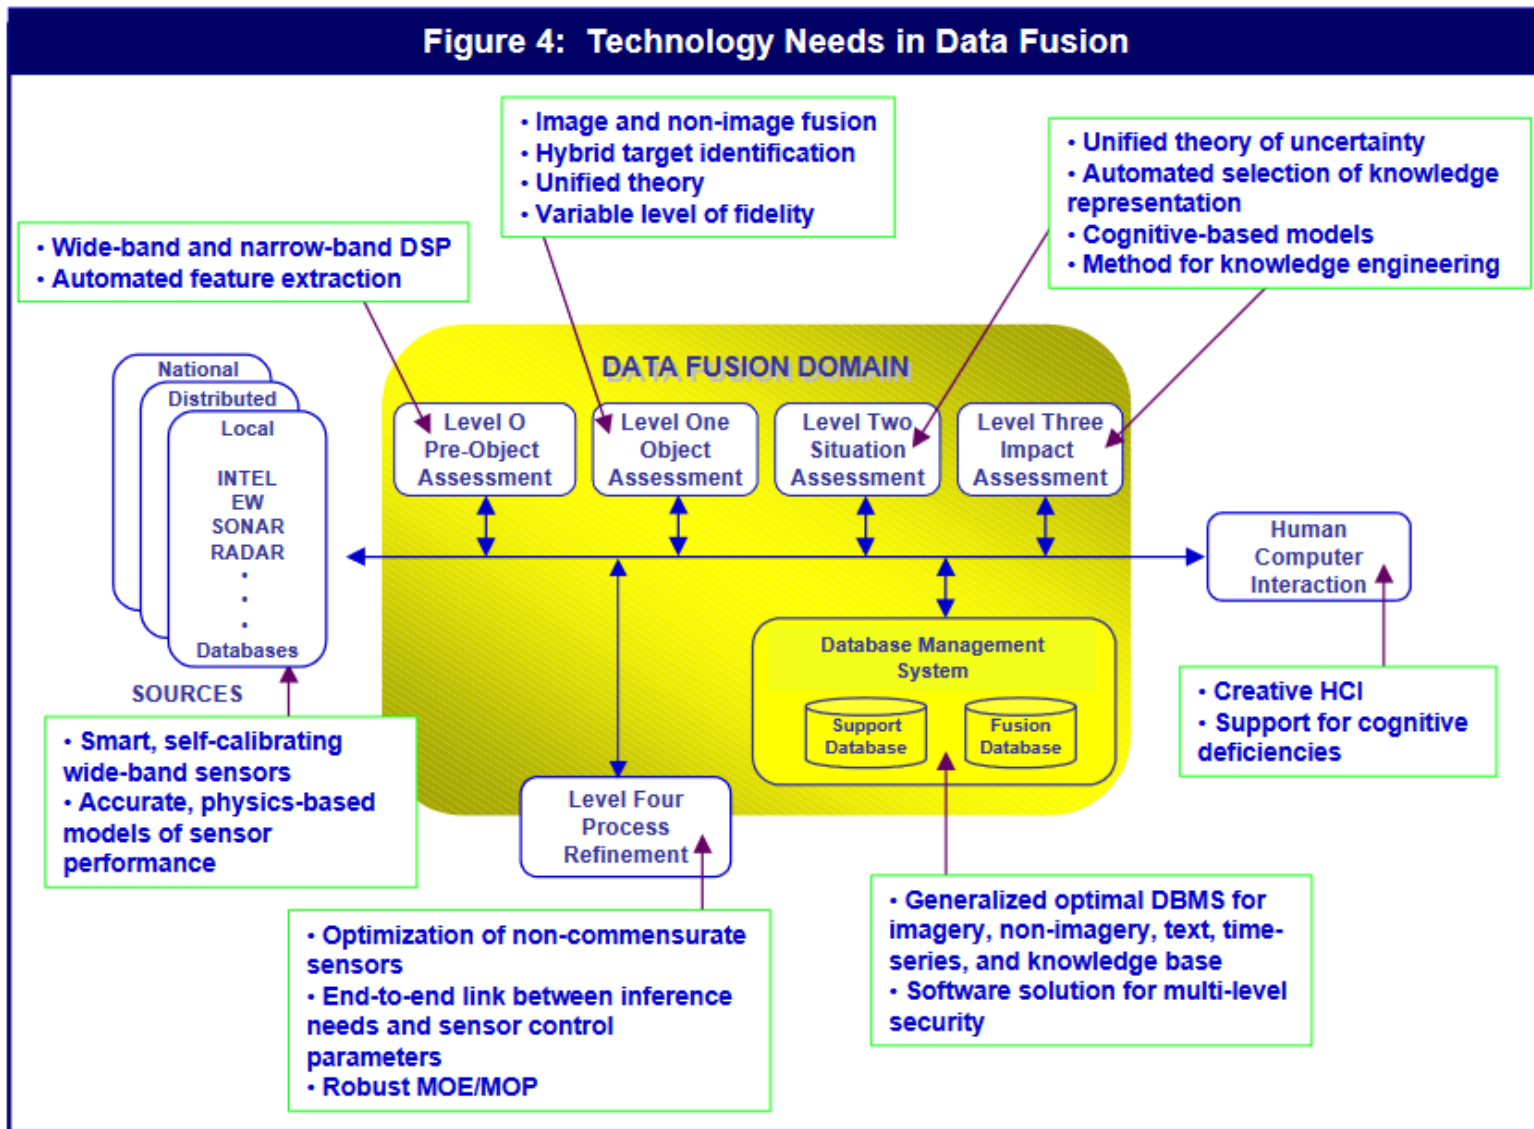 Figure 4: Technology Needs in Data Fusion
• Image and non-image fusion
• Hybrid target identification
• Unified theory
• Variable level of fidelity
• Unified theory of uncertainty
• Automated selection of knowledge
representation
• Cognitive-based models
• Method for knowledge engineering
• Wide-band and narrow-band DSP
• Automated feature extraction
DATA FUSION DOMAIN
National
Distributed
Local
INTEL
EW
SONAR
RADAR
•
•
•
Databases
SOURCES
Level O
Pre-Object
Assessment
Level One
Object
Assessment
Level Two
Situation
Assessment
Level Three
Impact
Assessment
Human
Computer
Interaction
Database Management
System
Support
Database
Fusion
Database
• Creative HCI
• Support for cognitive
deficiencies
• Smart, self-calibrating
wide-band sensors
• Accurate, physics-based
models of sensor
performance
Level Four
Process
Refinement
• Optimization of non-commensurate
sensors
• End-to-end link between inference
needs and sensor control
parameters
• Robust MOE/MOP
• Generalized optimal DBMS for
imagery, non-imagery, text, time-
series, and knowledge base
• Software solution for multi-level
security